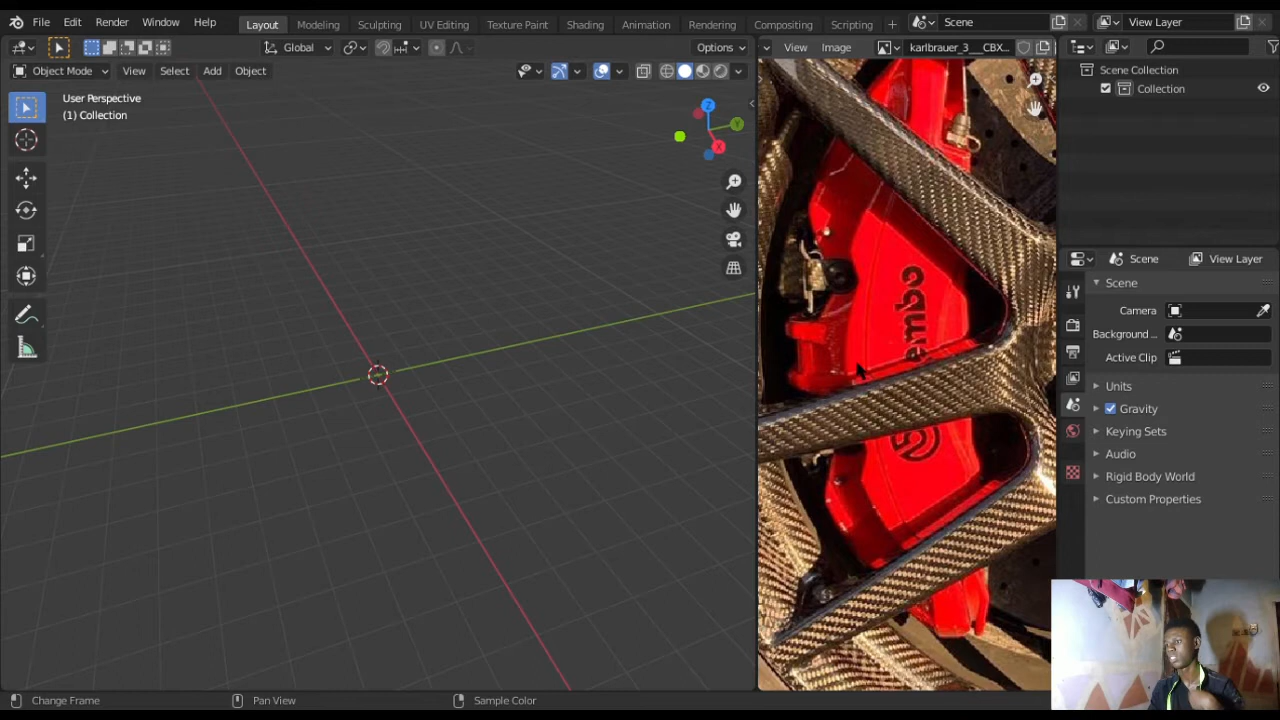 File Edit Render Window Help Layout Modeling Sculpting UV Editing Texture Paint Shading Animation Rendering Compositing Scripting + Scene View Layer
Global Options View Image karlbrauer_3___CBX...
Object Mode View Select Add Object
User Perspective
(1) Collection
Z
Y
X
embo
Scene Collection
Collection
Scene View Layer
Scene
Camera
Background ...
Active Clip
Units
Gravity
Keying Sets
Audio
Rigid Body World
Custom Properties
Change Frame Pan View Sample Color